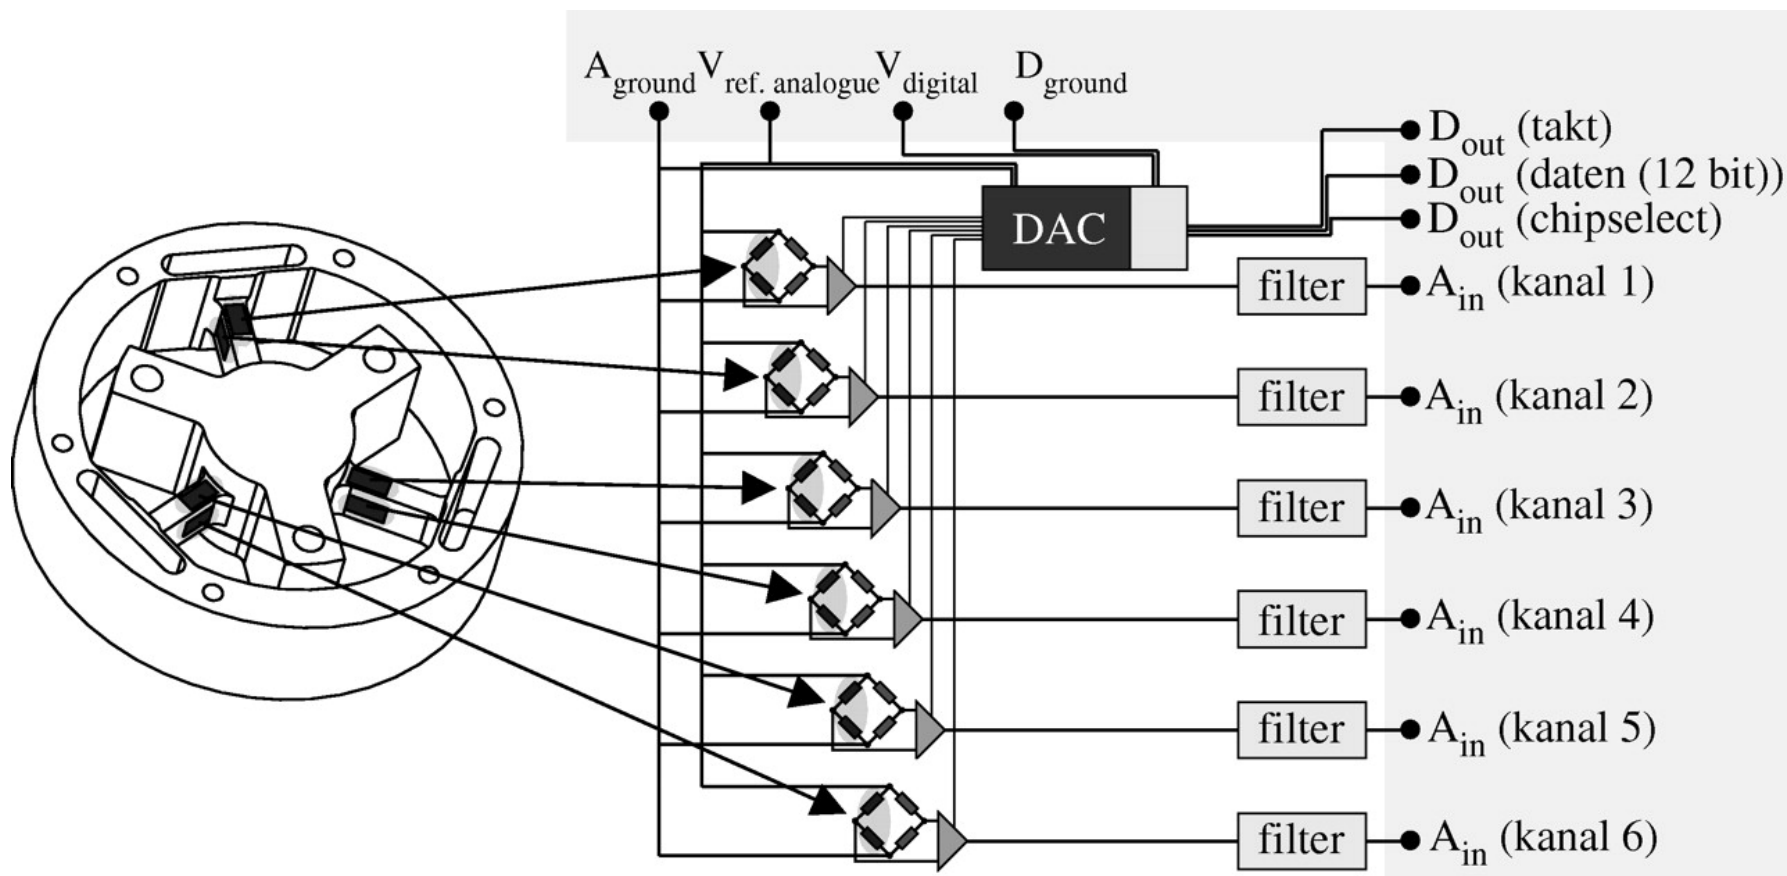 A_ground V_ref. analogue V_digital D_ground
D_out (takt)
D_out (daten (12 bit))
D_out (chipselect)
DAC
filter A_in (kanal 1)
filter A_in (kanal 2)
filter A_in (kanal 3)
filter A_in (kanal 4)
filter A_in (kanal 5)
filter A_in (kanal 6)